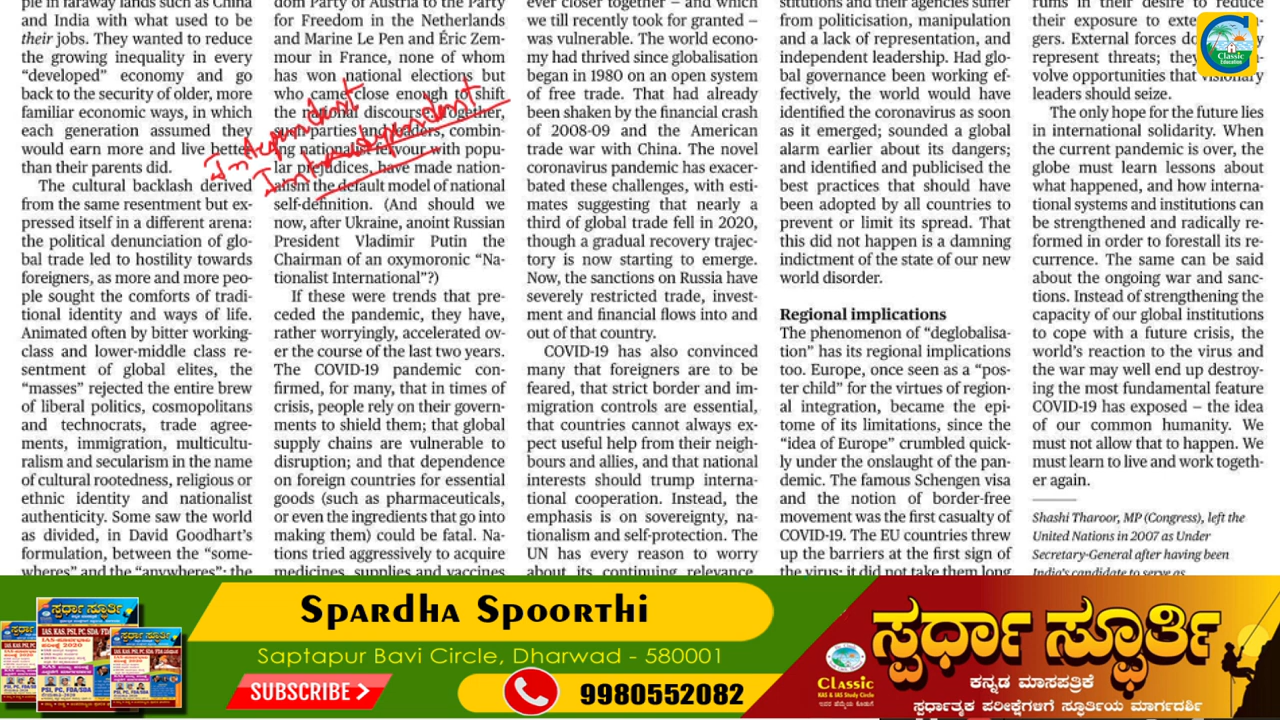 ple in faraway lands such as China
and India with what used to be
their jobs. They wanted to reduce
the growing inequality in every
"developed" economy and go
back to the security of older, more
familiar economic ways, in which
each generation assumed they
would earn more and live better
than their parents did.
The cultural backlash derived
from the same resentment but ex-
pressed itself in a different arena:
the political denunciation of glo-
bal trade led to hostility towards
foreigners, as more and more peo-
ple sought the comforts of tradi-
tional identity and ways of life.
Animated often by bitter working-
class and lower-middle class re-
sentment of global elites, the
"masses" rejected the entire brew
of liberal politics, cosmopolitans
and technocrats, trade agree-
ments, immigration, multicultu-
ralism and secularism in the name
of cultural rootedness, religious or
ethnic identity and nationalist
authenticity. Some saw the world
as divided, in David Goodhart's
formulation, between the "some-
wheres" and the "anywheres": the
dom Party of Austria to the Party
for Freedom in the Netherlands
and Marine Le Pen and Éric Zem-
mour in France, none of whom
has won national elections but
who came close enough to shift
the national discourse. Together,
such parties and leaders, combin-
ing nationalist fervour with popu-
lar prejudices, have made nation-
alism the default model of national
self-definition. (And should we
now, after Ukraine, anoint Russian
President Vladimir Putin the
Chairman of an oxymoronic "Na-
tionalist International"?)
If these were trends that pre-
ceded the pandemic, they have,
rather worryingly, accelerated ov-
er the course of the last two years.
The COVID-19 pandemic con-
firmed, for many, that in times of
crisis, people rely on their govern-
ments to shield them; that global
supply chains are vulnerable to
disruption; and that dependence
on foreign countries for essential
goods (such as pharmaceuticals,
or even the ingredients that go into
making them) could be fatal. Na-
tions tried aggressively to acquire
medicines, supplies and vaccines
Independent
ever closer together – and which
we till recently took for granted –
was vulnerable. The world econo-
my had thrived since globalisation
began in 1980 on an open system
of free trade. That had already
been shaken by the financial crash
of 2008-09 and the American
trade war with China. The novel
coronavirus pandemic has exacer-
bated these challenges, with esti-
mates suggesting that nearly a
third of global trade fell in 2020,
though a gradual recovery trajec-
tory is now starting to emerge.
Now, the sanctions on Russia have
severely restricted trade, invest-
ment and financial flows into and
out of that country.
COVID-19 has also convinced
many that foreigners are to be
feared, that strict border and im-
migration controls are essential,
that countries cannot always ex-
pect useful help from their neigh-
bours and allies, and that national
interests should trump interna-
tional cooperation. Instead, the
emphasis is on sovereignty, na-
tionalism and self-protection. The
UN has every reason to worry
about its continuing relevance.
stitutions and their agencies suffer
from politicisation, manipulation
and a lack of representation, and
independent leadership. Had glo-
bal governance been working ef-
fectively, the world would have
identified the coronavirus as soon
as it emerged; sounded a global
alarm earlier about its dangers;
and identified and publicised the
best practices that should have
been adopted by all countries to
prevent or limit its spread. That
this did not happen is a damning
indictment of the state of our new
world disorder.
Regional implications
The phenomenon of "deglobalisa-
tion" has its regional implications
too. Europe, once seen as a "pos-
ter child" for the virtues of region-
al integration, became the epi-
tome of its limitations, since the
"idea of Europe" crumbled quick-
ly under the onslaught of the pan-
demic. The famous Schengen visa
and the notion of border-free
movement was the first casualty of
COVID-19. The EU countries threw
up the barriers at the first sign of
the virus: it did not take them long
rums in their desire to reduce
their exposure to
gers. External forces
represent threats; they
volve opportunities that visionary
leaders should seize.
The only hope for the future lies
in international solidarity. When
the current pandemic is over, the
globe must learn lessons about
what happened, and how interna-
tional systems and institutions can
be strengthened and radically re-
formed in order to forestall its re-
currence. The same can be said
about the ongoing war and sanc-
tions. Instead of strengthening the
capacity of our global institutions
to cope with a future crisis, the
world's reaction to the virus and
the war may well end up destroy-
ing the most fundamental feature
COVID-19 has exposed – the idea
of our common humanity. We
must not allow that to happen. We
must learn to live and work togeth-
er again.
Shashi Tharoor, MP (Congress), left the
United Nations in 2007 as Under
Secretary-General after having been
India's candidate to serve as
Classic
Education
Spardha Spoorthi
Saptapur Bavi Circle, Dharwad - 580001
SUBSCRIBE
9980552082
ಸ್ಪರ್ಧಾ ಸ್ಫೂರ್ತಿ
Classic
KAS & IAS Study Circle
ಕನ್ನಡ ಮಾಸಪತ್ರಿಕೆ
ಸ್ಪರ್ಧಾತ್ಮಕ ಪರೀಕ್ಷೆಗಳಿಗೆ ಸ್ಫೂರ್ತಿಯ ಮಾರ್ಗದರ್ಶಿ